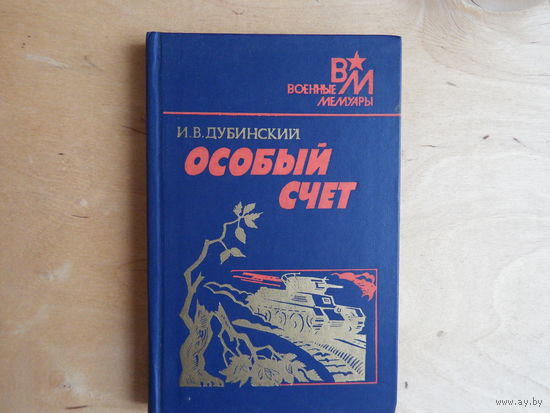 ВМ
ВОЕННЫЕ
МЕМУАРЫ
И.В. ДУБИНСКИЙ
ОСОБЫЙ
СЧЕТ
www.ay.by